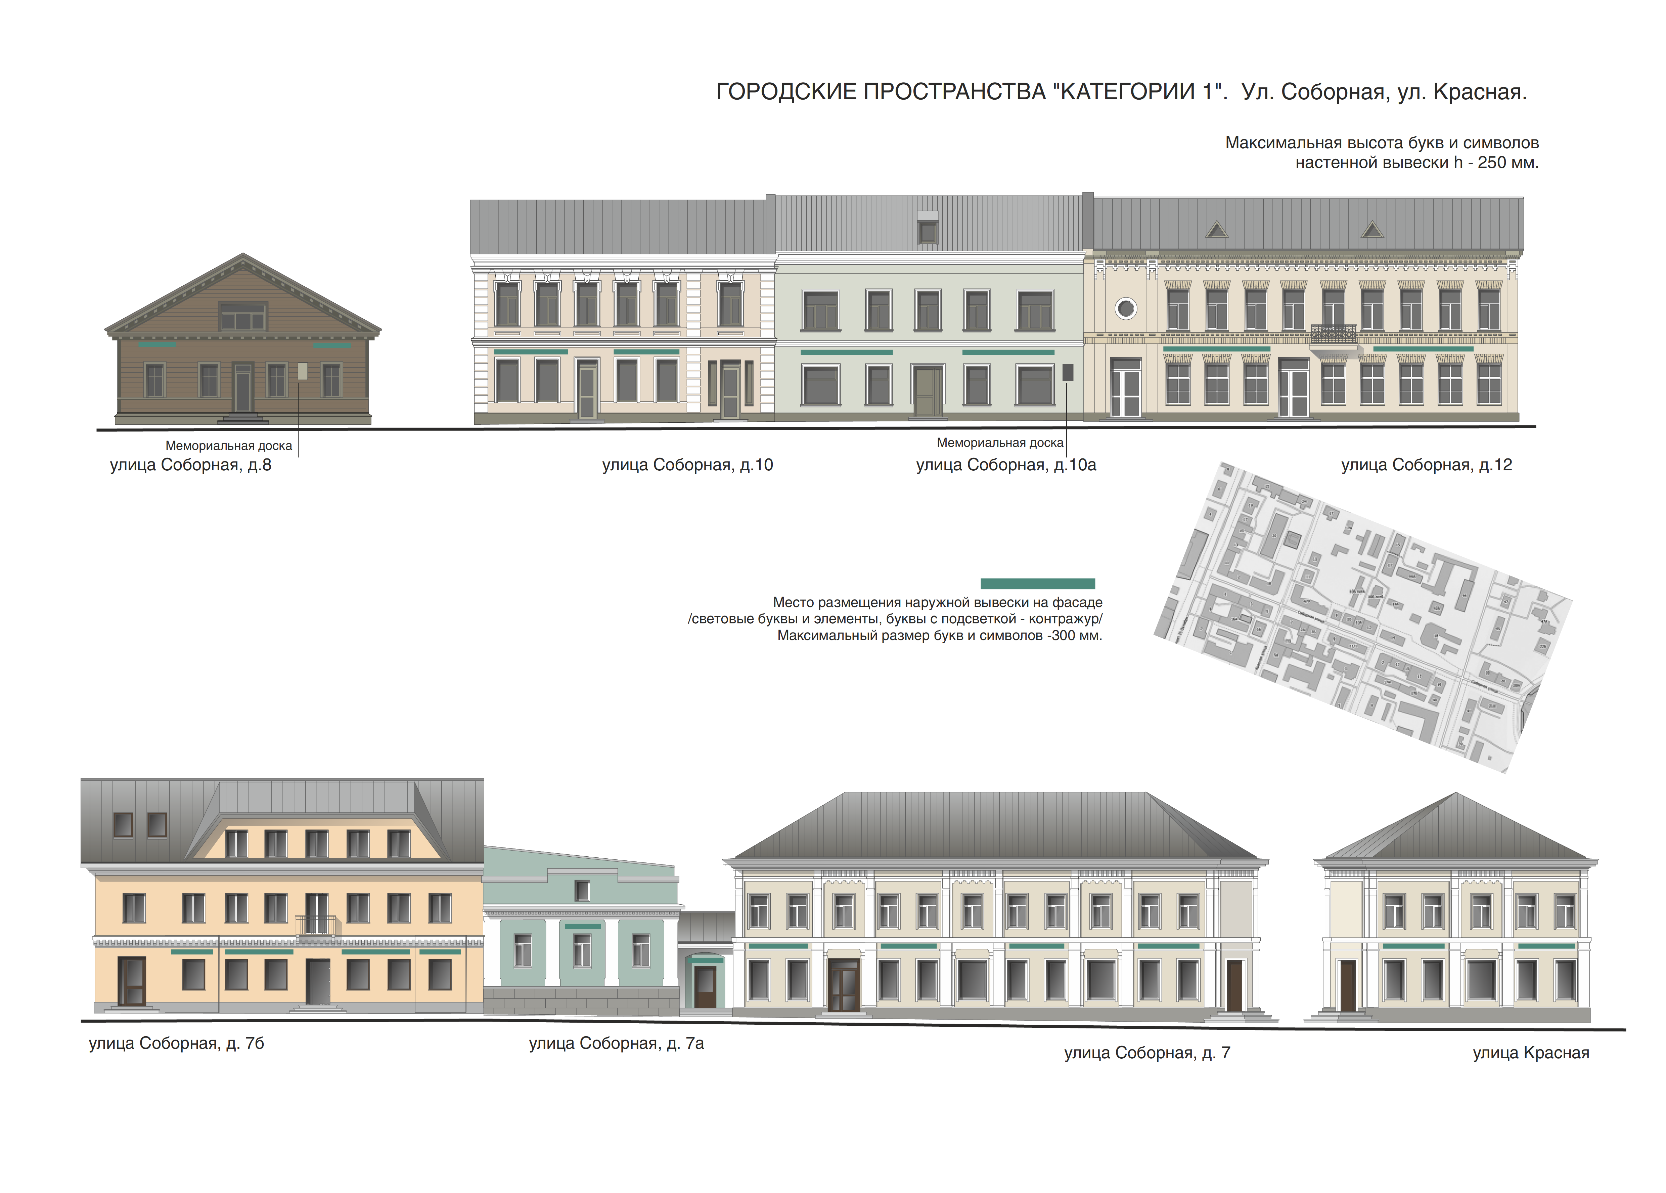 ГОРОДСКИЕ ПРОСТРАНСТВА "КАТЕГОРИИ 1".  Ул. Соборная, ул. Красная.
Максимальная высота букв и символов
настенной вывески h - 250 мм.
Мемориальная доска
Мемориальная доска
улица Соборная, д.8
улица Соборная, д.10
улица Соборная, д.10а
улица Соборная, д.12
Место размещения наружной вывески на фасаде
/световые буквы и элементы, буквы с подсветкой - контражур/
Максимальный размер букв и символов -300 мм.
улица Соборная, д. 7б
улица Соборная, д. 7а
улица Соборная, д. 7
улица Красная